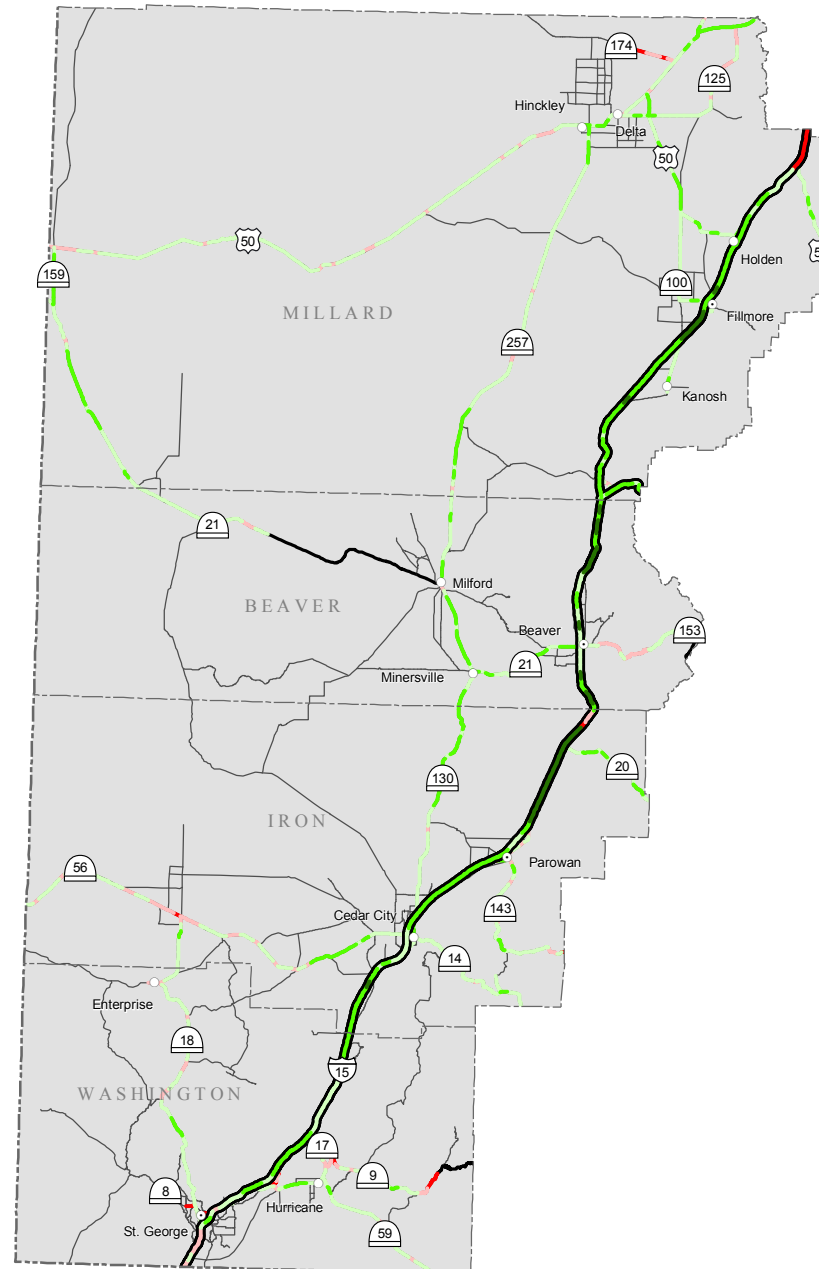 174
125
Hinckley
Delta
50
Holden
50
5
159
100
Fillmore
MILLARD
257
Kanosh
21
Milford
BEAVER
Beaver
153
21
Minersville
20
130
IRON
Parowan
56
143
Cedar City
14
Enterprise
18
15
WASHINGTON
17
9
8
Hurricane
St. George
59